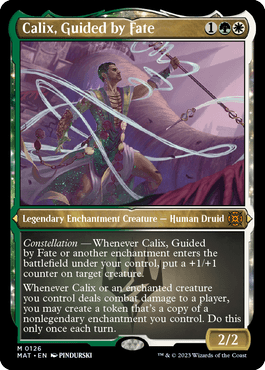 Calix, Guided by Fate 1
Legendary Enchantment Creature — Human Druid
Constellation — Whenever Calix, Guided
by Fate or another enchantment enters the
battlefield under your control, put a +1/+1
counter on target creature.
Whenever Calix or an enchanted creature
you control deals combat damage to a player,
you may create a token that's a copy of a
nonlegendary enchantment you control. Do this
only once each turn.
2/2
M 0126
MAT • EN PINDURSKI
™ & © 2023 Wizards of the Coast